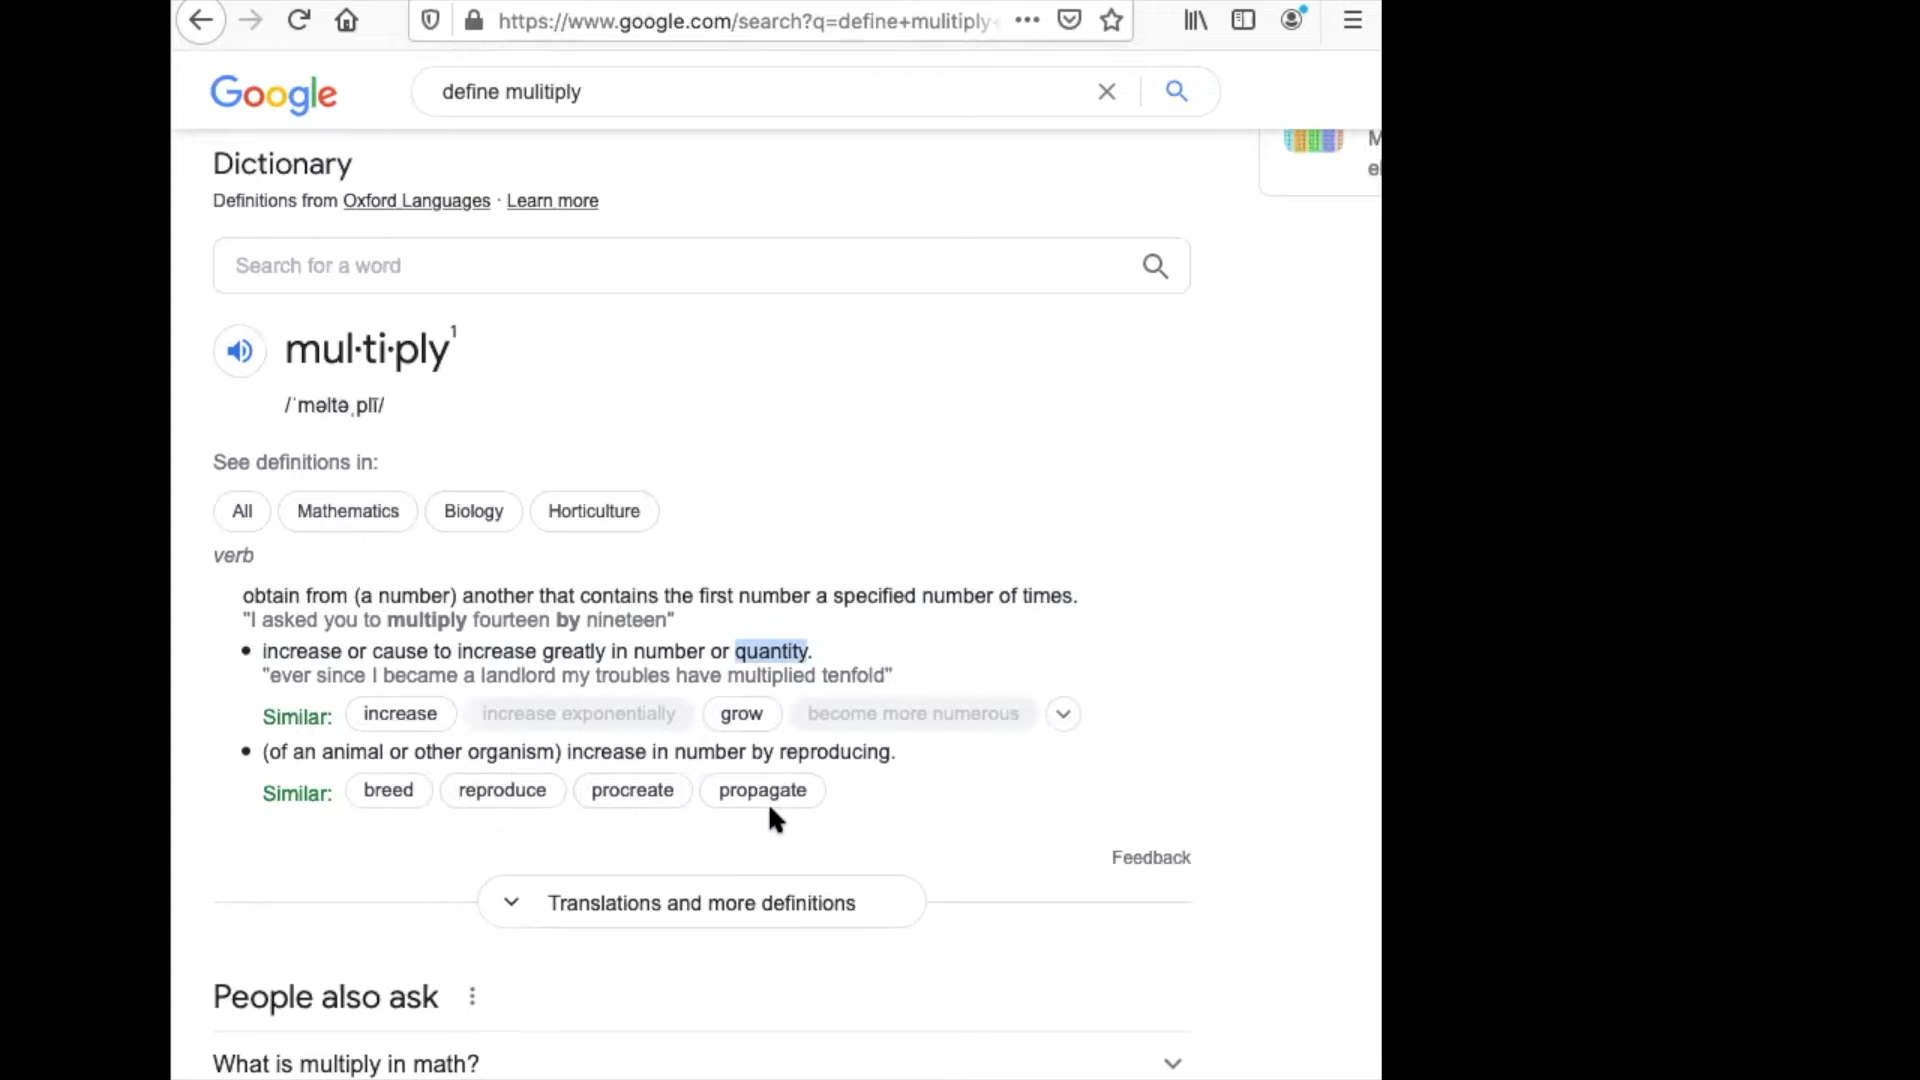 https://www.google.com/search?q=define+mulitiply
Google
define mulitiply
Dictionary
Definitions from Oxford Languages · Learn more
Search for a word
mul·ti·ply¹
/ˈməltəˌplī/
See definitions in:
All Mathematics Biology Horticulture
verb
obtain from (a number) another that contains the first number a specified number of times.
"I asked you to multiply fourteen by nineteen"
• increase or cause to increase greatly in number or quantity.
"ever since I became a landlord my troubles have multiplied tenfold"
Similar: increase increase exponentially grow become more numerous
• (of an animal or other organism) increase in number by reproducing.
Similar: breed reproduce procreate propagate
Feedback
Translations and more definitions
People also ask
What is multiply in math?